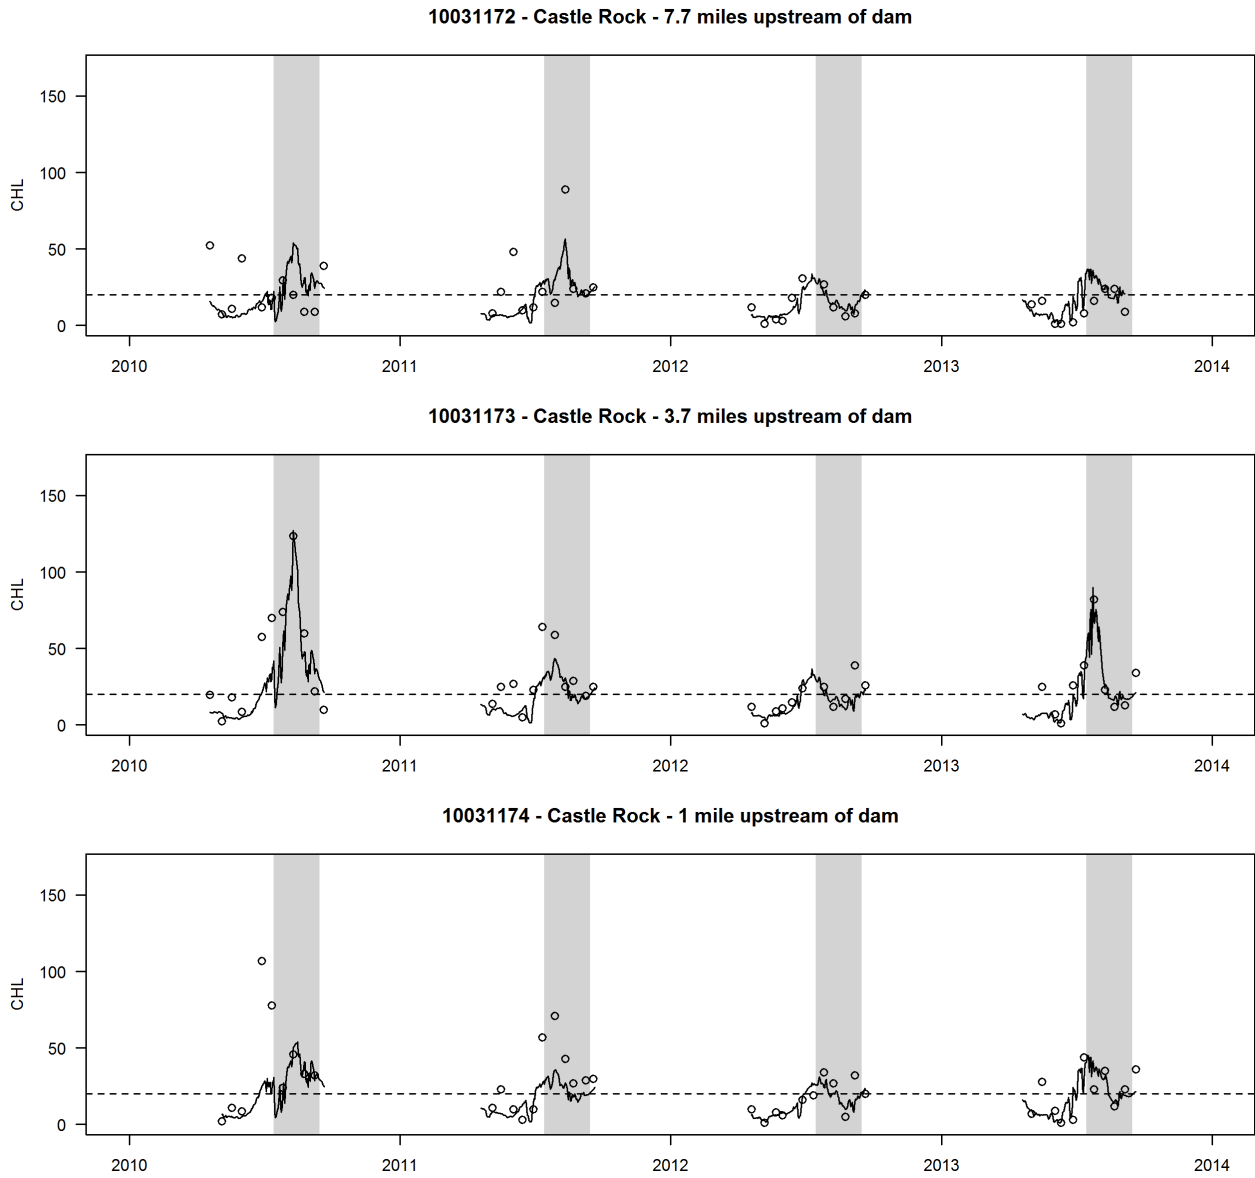 10031172 - Castle Rock - 7.7 miles upstream of dam
150
100
50
0
CHL
2010 2011 2012 2013 2014
10031173 - Castle Rock - 3.7 miles upstream of dam
150
100
50
0
CHL
2010 2011 2012 2013 2014
10031174 - Castle Rock - 1 mile upstream of dam
150
100
50
0
CHL
2010 2011 2012 2013 2014